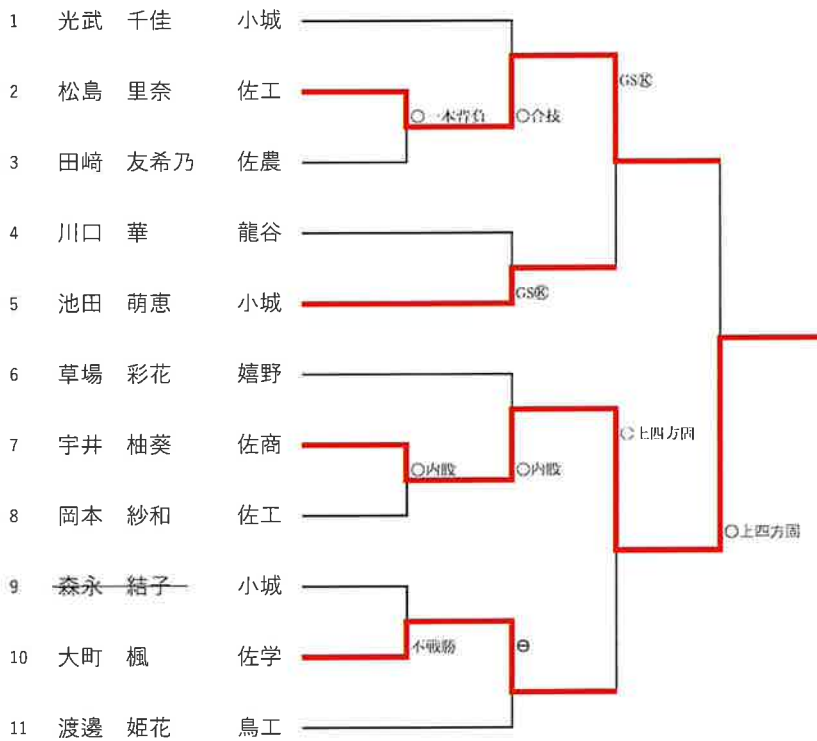 1 光武 千佳 小城
GS㋖
2 松島 里奈 佐工
○一本背負 ○合技
3 田﨑 友希乃 佐農
4 川口 華 龍谷
5 池田 萌恵 小城
GS
6 草場 彩花 嬉野
7 宇井 柚葵 佐商
○上四方固
○内股 ○内股
8 岡本 紗和 佐工
○上四方固
9 森永 結子 小城
10 大町 楓 佐学
不戦勝 ⊖
11 渡邊 姫花 鳥工